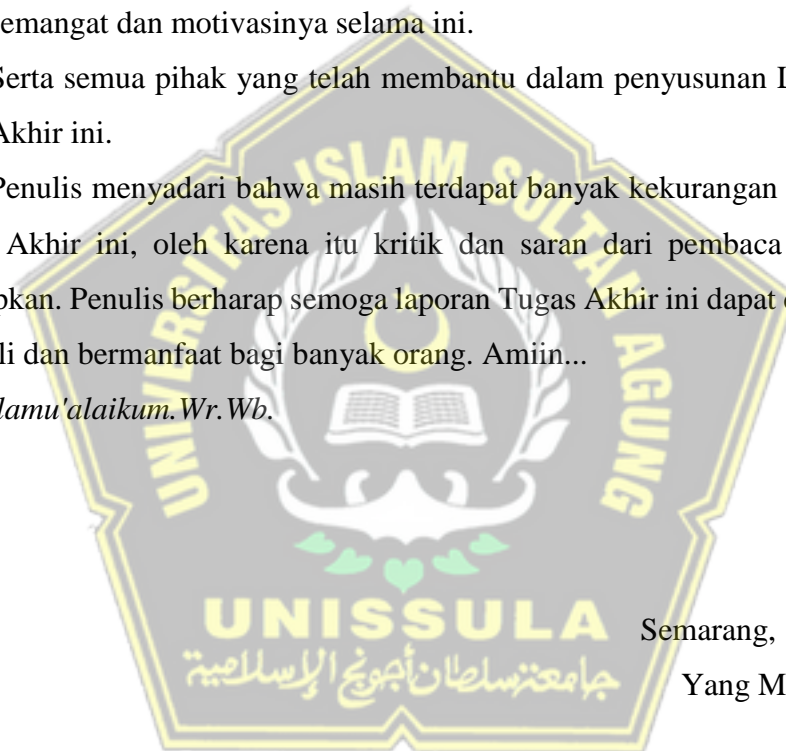 emangat dan motivasinya selama ini.
Serta semua pihak yang telah membantu dalam penyusunan
Akhir ini.
Penulis menyadari bahwa masih terdapat banyak kekurangan
Akhir ini, oleh karena itu kritik dan saran dari pembaca
pkan. Penulis berharap semoga laporan Tugas Akhir ini dapat
li dan bermanfaat bagi banyak orang. Amiin...
lamu'alaikum.Wr.Wb.
UNIVERSITAS ISLAM SULTAN AGUNG
UNISSULA
جامعة سلطان أجونج الإسلامية
Semarang,
Yang M